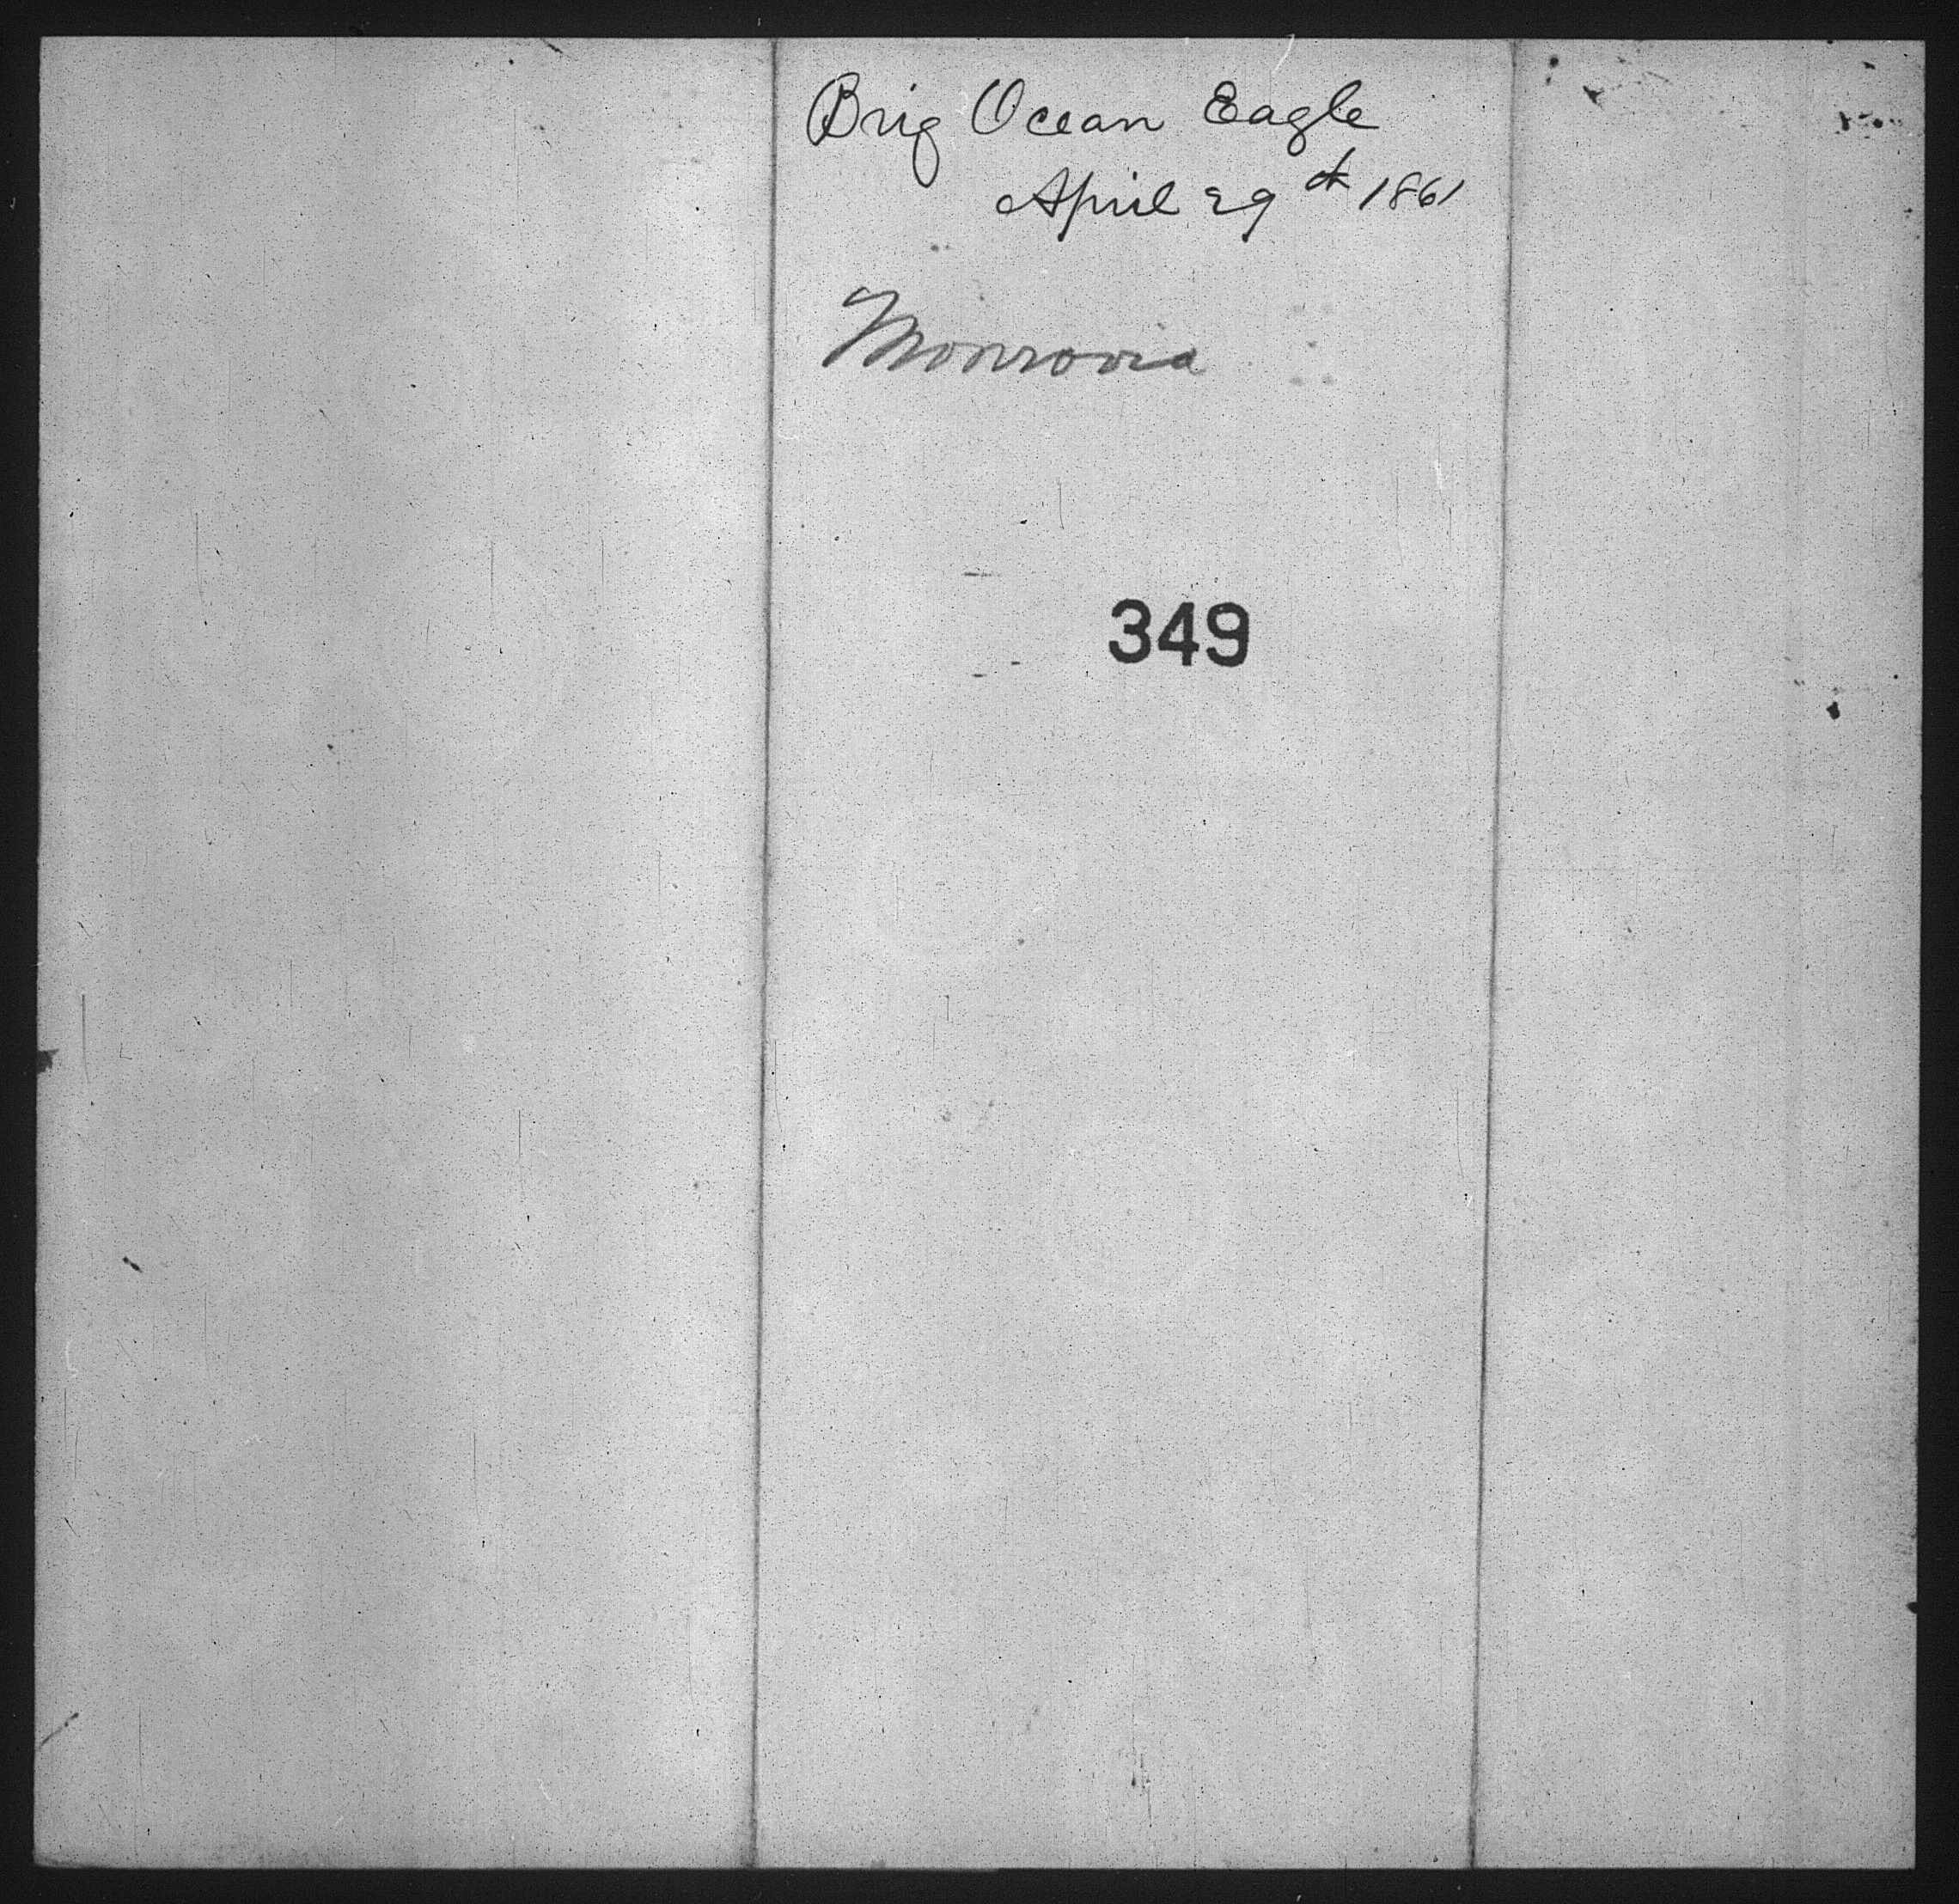 Brig Ocean Eagle
April 29th 1861
Monrovia
349